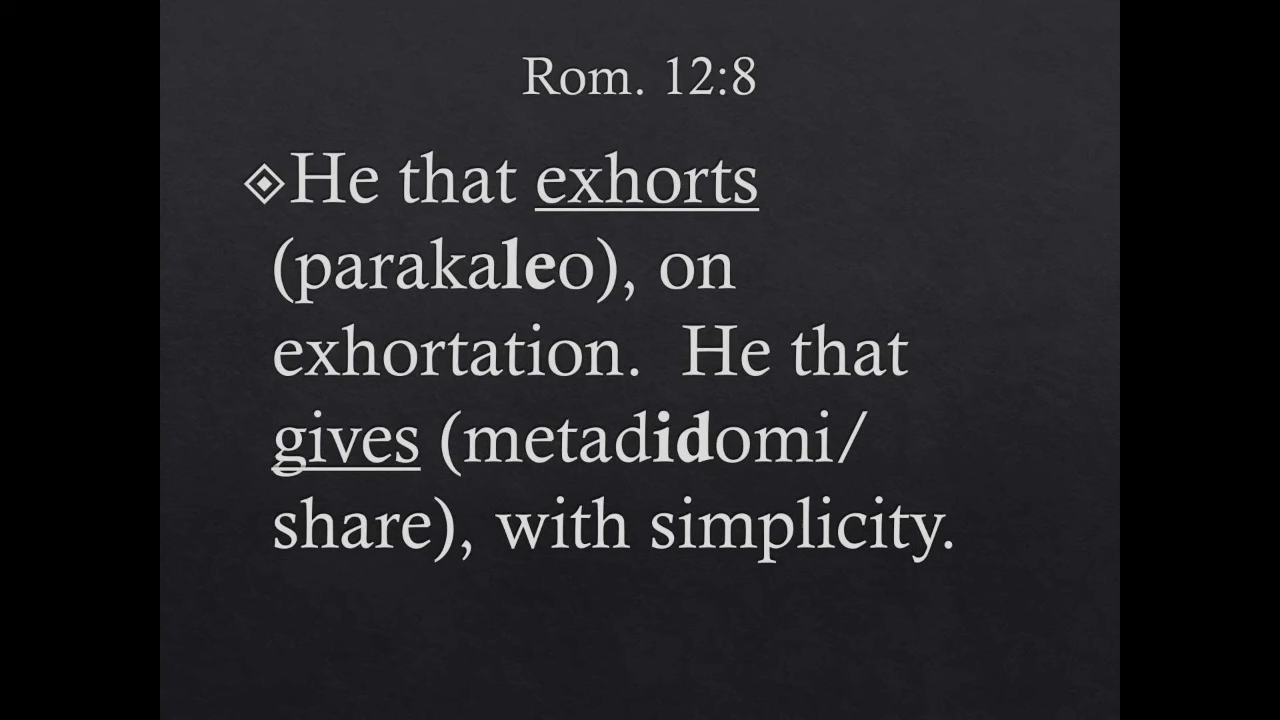 Rom. 12:8
He that exhorts
(parakaleo), on
exhortation. He that
gives (metadidomi/
share), with simplicity.